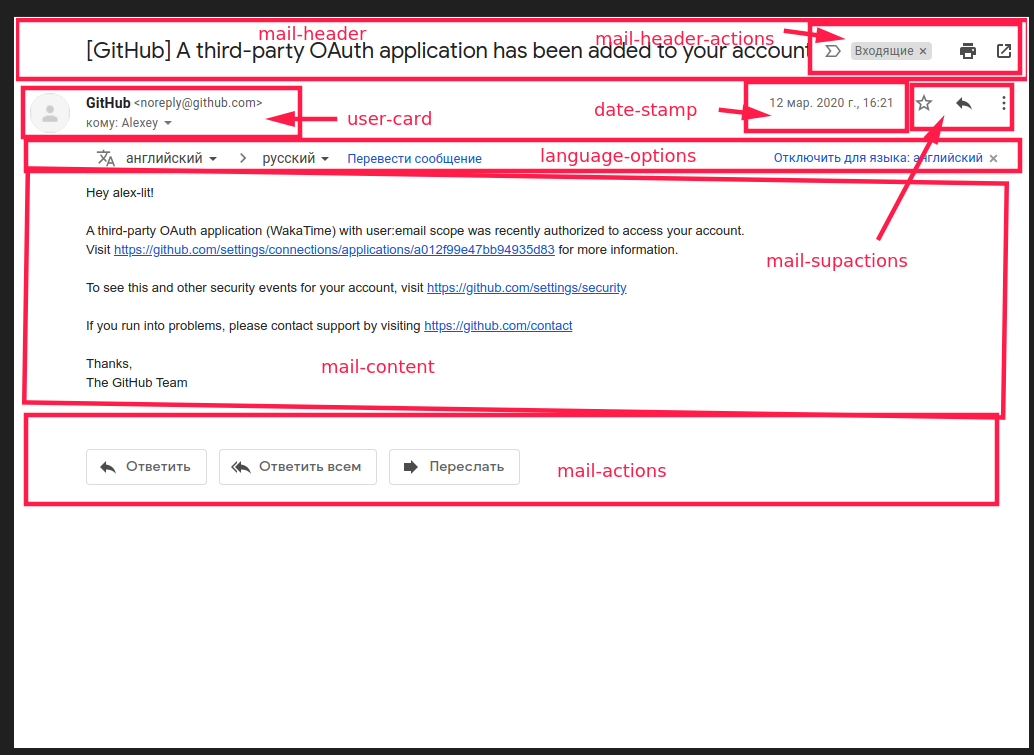 mail-header
mail-header-actions
[GitHub] A third-party OAuth application has been added to your account
Входящие ×
GitHub <noreply@github.com>
12 мар. 2020 г., 16:21
date-stamp
кому: Alexey
user-card
английский > русский Перевести сообщение
language-options
Отключить для языка: английский ×
Hey alex-lit!
A third-party OAuth application (WakaTime) with user:email scope was recently authorized to access your account.
Visit https://github.com/settings/connections/applications/a012f99e47bb94935d83 for more information.
mail-supactions
To see this and other security events for your account, visit https://github.com/settings/security
If you run into problems, please contact support by visiting https://github.com/contact
Thanks,
mail-content
The GitHub Team
Ответить
Ответить всем
Переслать
mail-actions